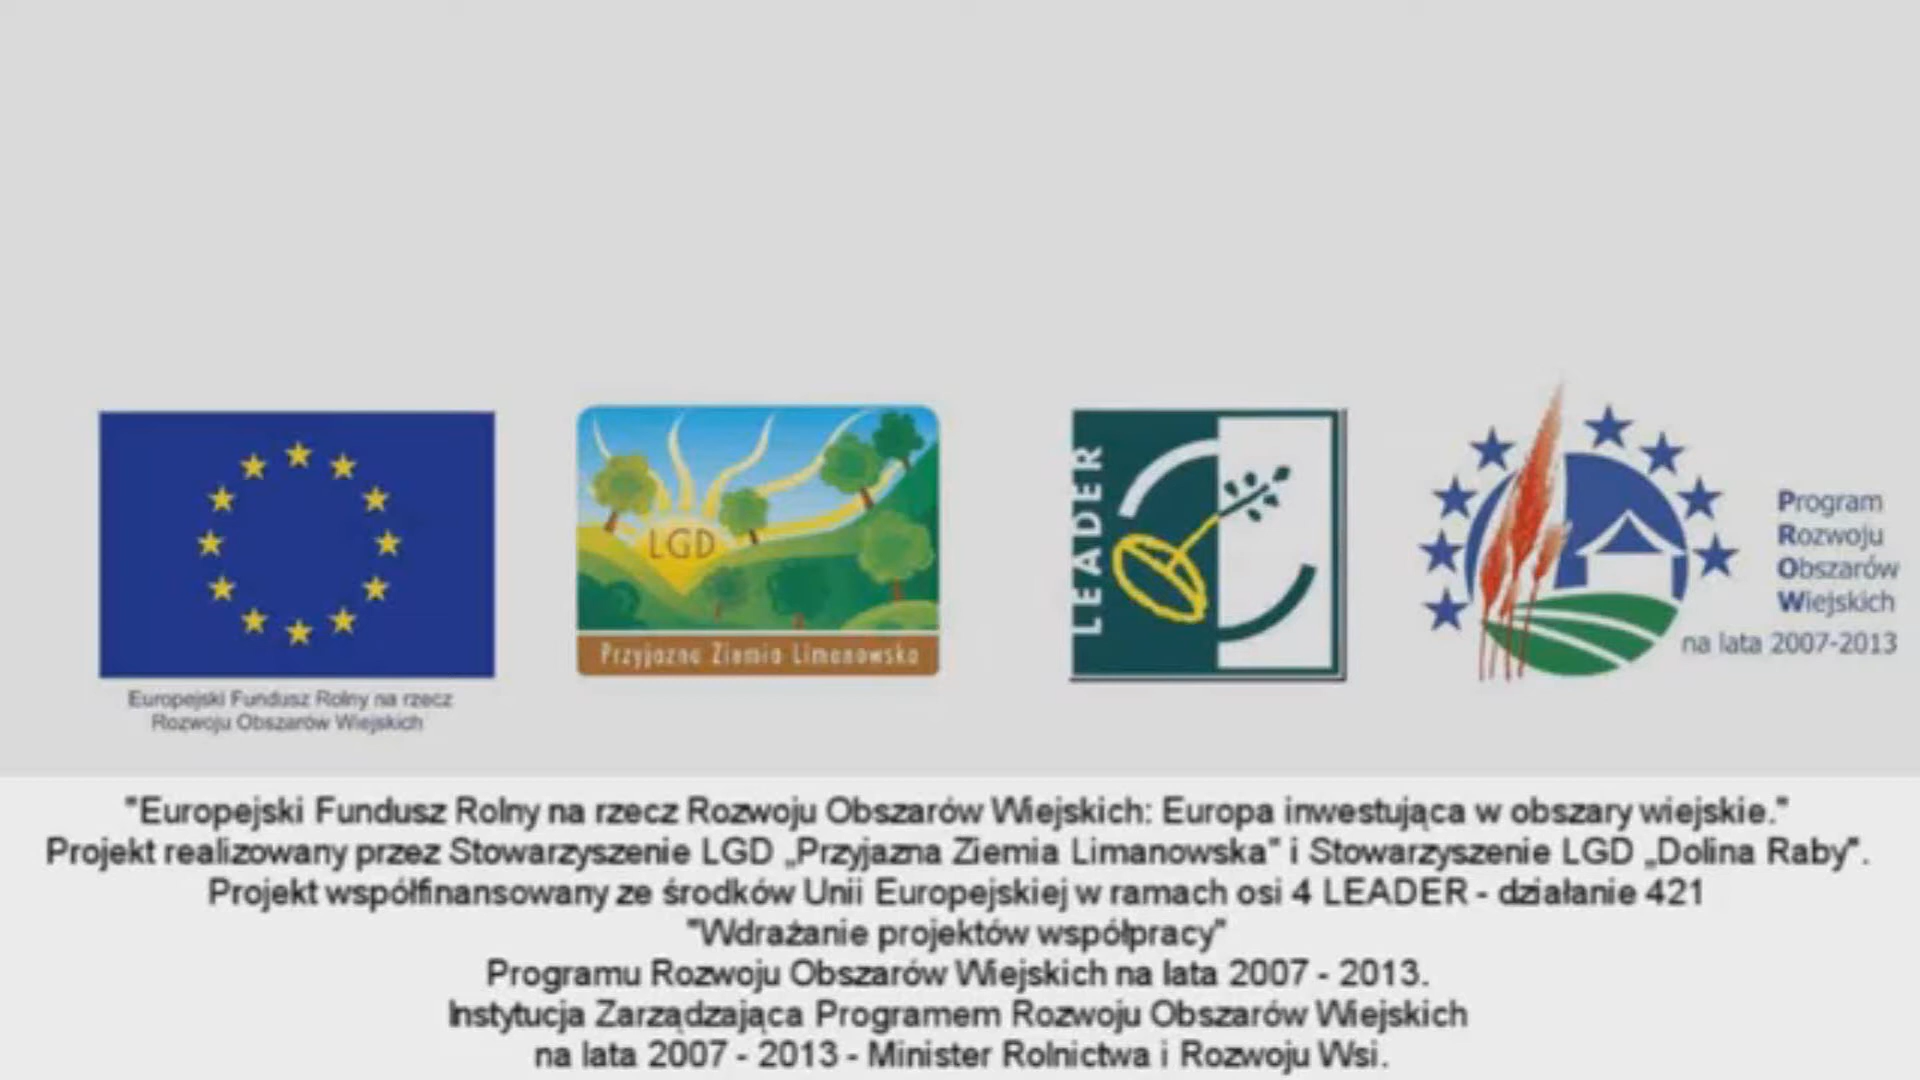 Europejski Fundusz Rolny na rzecz
Rozwoju Obszarów Wiejskich
LGD
Przyjazna Ziemia Limanowska
LEADER
Program
Rozwoju
Obszarów
Wiejskich
na lata 2007-2013
"Europejski Fundusz Rolny na rzecz Rozwoju Obszarów Wiejskich: Europa inwestująca w obszary wiejskie."
Projekt realizowany przez Stowarzyszenie LGD „Przyjazna Ziemia Limanowska" i Stowarzyszenie LGD „Dolina Raby".
Projekt współfinansowany ze środków Unii Europejskiej w ramach osi 4 LEADER - działanie 421
"Wdrażanie projektów współpracy"
Programu Rozwoju Obszarów Wiejskich na lata 2007 - 2013.
Instytucja Zarządzająca Programem Rozwoju Obszarów Wiejskich
na lata 2007 - 2013 - Minister Rolnictwa i Rozwoju Wsi.